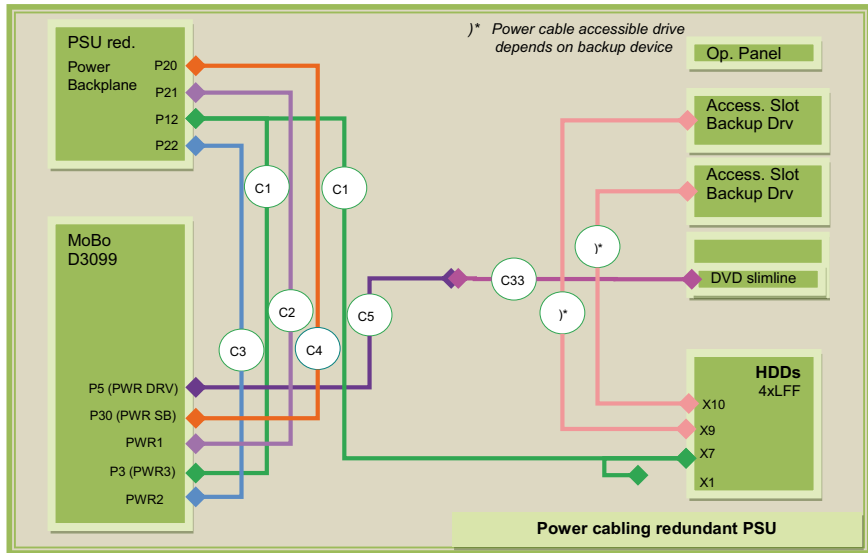 PSU red.
Power
Backplane
P20
P21
P12
P22
)* Power cable accessible drive
depends on backup device
Op. Panel
Access. Slot
Backup Drv
Access. Slot
Backup Drv
DVD slimline
C1
C1
)*
C33
C2
C5
)*
C3
C4
MoBo
D3099
P5 (PWR DRV)
P30 (PWR SB)
PWR1
P3 (PWR3)
PWR2
HDDs
4xLFF
X10
X9
X7
X1
Power cabling redundant PSU